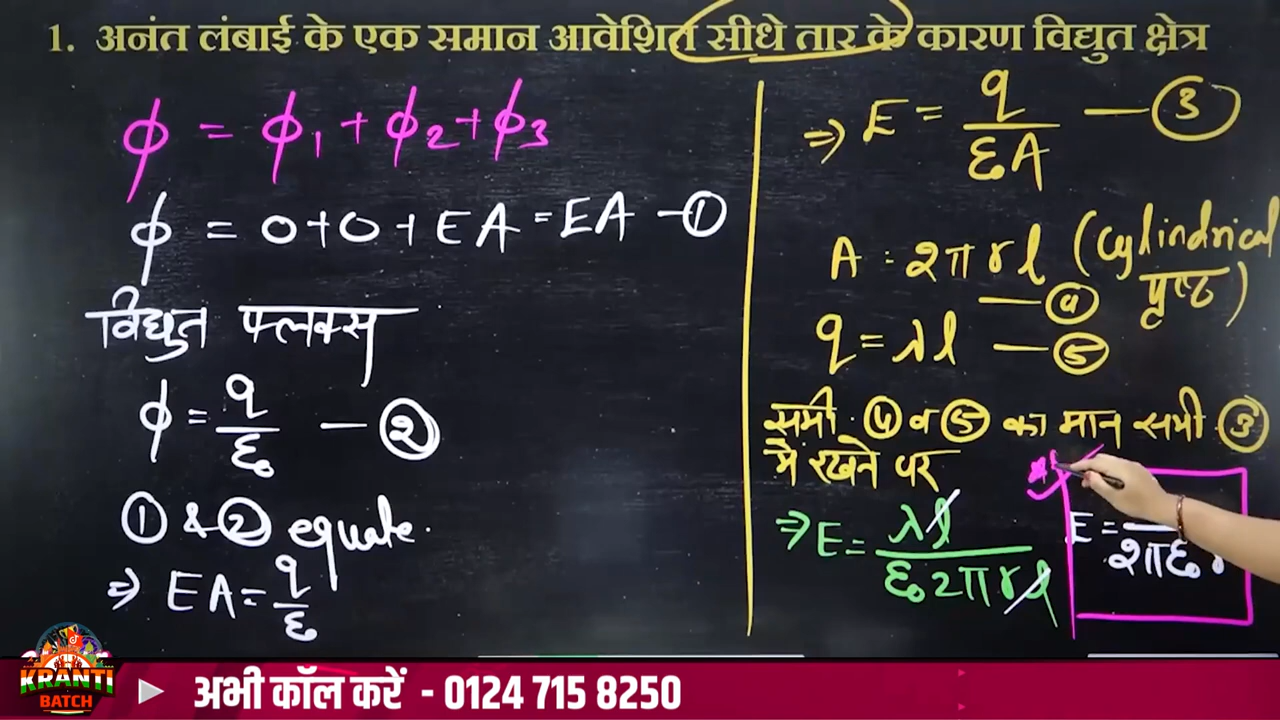 1. अनंत लंबाई के एक समान आवेशित सीधे तार के कारण विद्युत क्षेत्र
ϕ = ϕ₁ + ϕ₂ + ϕ₃
ϕ = 0 + 0 + EA = EA — ①
विद्युत फ्लक्स
ϕ = q/ε₀ — ②
① & ② equate.
⇒ EA = q/ε₀
⇒ E = q/ε₀A — ③
A = 2πrl (Cylindrical पृष्ठ) — ④
q = λl — ⑤
समी. ④ व ⑤ का मान समी. ③
में रखने पर
⇒ E = λl/ε₀2πrl
E = /2πε₀
KRANTI
BATCH
अभी कॉल करें - 0124 715 8250